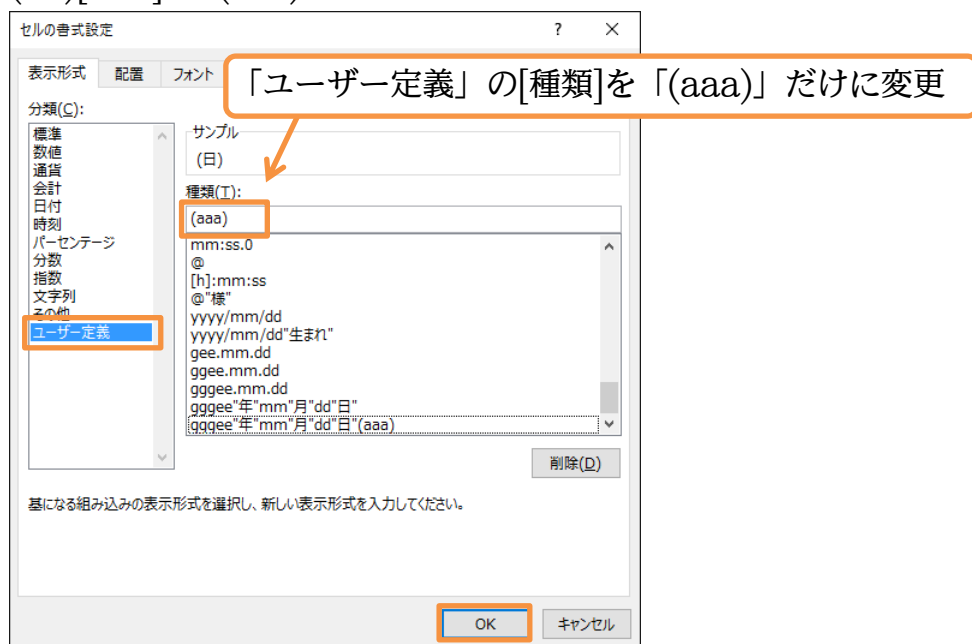 セルの書式設定 ? ×
表示形式 配置 フォント
「ユーザー定義」の[種類]を「(aaa)」だけに変更
分類(C):
標準
数値
通貨
会計
日付
時刻
パーセンテージ
分数
指数
文字列
その他
ユーザー定義
サンプル
(日)
種類(T):
(aaa)
mm:ss.0
@
[h]:mm:ss
@"様"
yyyy/mm/dd
yyyy/mm/dd"生まれ"
gee.mm.dd
ggee.mm.dd
gggee.mm.dd
gggee"年"mm"月"dd"日"
gggee"年"mm"月"dd"日"(aaa)
削除(D)
基になる組み込みの表示形式を選択し、新しい表示形式を入力してください。
OK キャンセル